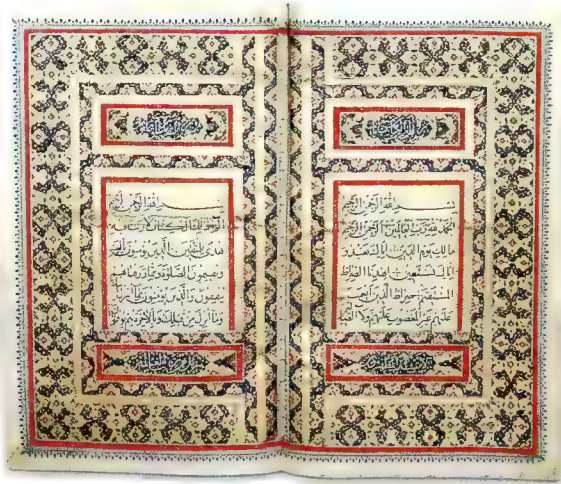 بسم الله الرحمن الرحيم
الحمد لله رب العالمين الرحمن الرحيم
مالك يوم الدين اياك نعبد و
اياك نستعين اهدنا الصراط
المستقيم صراط الذين انعمت
عليهم غير المغضوب عليهم ولا الضالين
بسم الله الرحمن الرحيم
الم ذلك الكتاب لا ريب فيه
هدى للمتقين الذين يؤمنون بالغيب
ويقيمون الصلوة ومما رزقناهم
ينفقون والذين يؤمنون بما انزل
وما انزل من قبلك وبالاخرة هم يوقنون